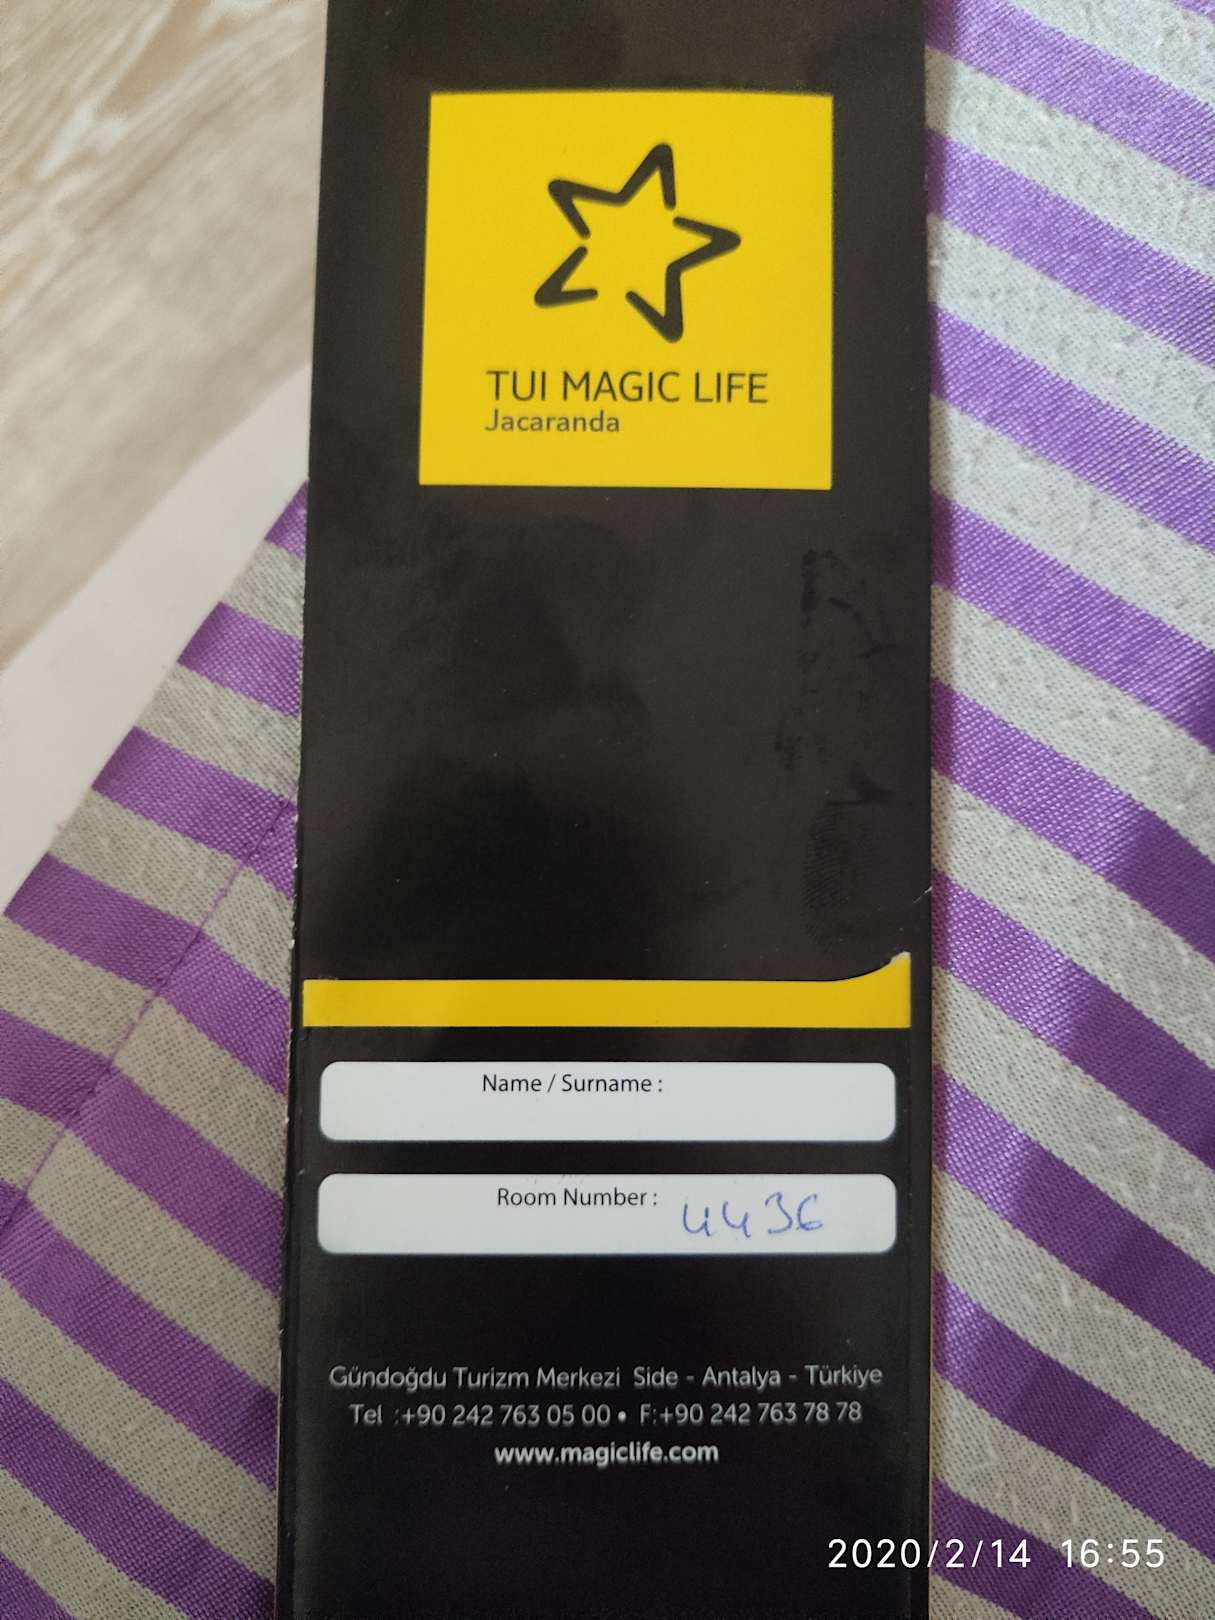 TUI MAGIC LIFE
Jacaranda
Name / Surname :
Room Number : 4436
Gündoğdu Turizm Merkezi Side - Antalya - Türkiye
Tel :+90 242 763 05 00 • F:+90 242 763 78 78
www.magiclife.com
2020/2/14 16:55